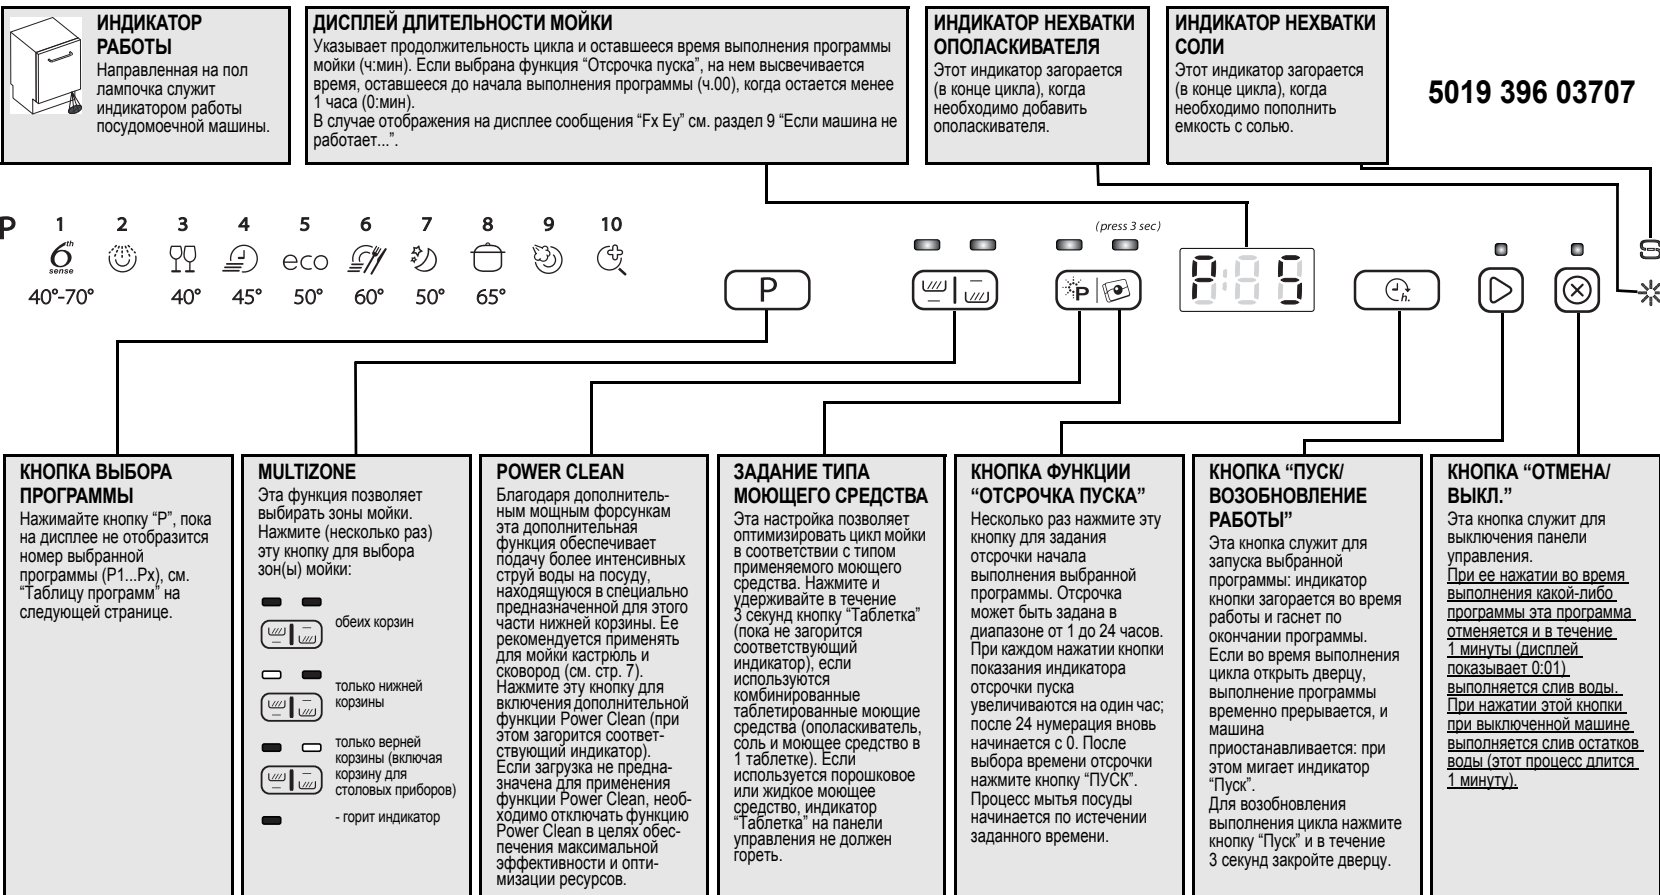 ИНДИКАТОР
РАБОТЫ
Направленная на пол
лампочка служит
индикатором работы
посудомоечной машины.
ДИСПЛЕЙ ДЛИТЕЛЬНОСТИ МОЙКИ
Указывает продолжительность цикла и оставшееся время выполнения программы
мойки (ч:мин). Если выбрана функция “Отсрочка пуска”, на нем высвечивается
время, оставшееся до начала выполнения программы (ч.00), когда остается менее
1 часа (0:мин).
В случае отображения на дисплее сообщения “Fx Ey” см. раздел 9 “Если машина не
работает...”.
ИНДИКАТОР НЕХВАТКИ
ОПОЛАСКИВАТЕЛЯ
Этот индикатор загорается
(в конце цикла), когда
необходимо добавить
ополаскивателя.
ИНДИКАТОР НЕХВАТКИ
СОЛИ
Этот индикатор загорается
(в конце цикла), когда
необходимо пополнить
емкость с солью.
5019 396 03707
P 1 2 3 4 5 6 7 8 9 10
6th sense eco
40°-70° 40° 45° 50° 60° 50° 65°
P
(press 3 sec)
P
P 5
h.
S
КНОПКА ВЫБОРА
ПРОГРАММЫ
Нажимайте кнопку “P”, пока
на дисплее не отобразится
номер выбранной
программы (P1...Px), см.
“Таблицу программ” на
следующей странице.
MULTIZONE
Эта функция позволяет
выбирать зоны мойки.
Нажмите (несколько раз)
эту кнопку для выбора
зон(ы) мойки:
обеих корзин
только нижней
корзины
только верней
корзины (включая
корзину для
столовых приборов)
- горит индикатор
POWER CLEAN
Благодаря дополнитель-
ным мощным форсункам
эта дополнительная
функция обеспечивает
подачу более интенсивных
струй воды на посуду,
находящуюся в специально
предназначенной для этого
части нижней корзины. Ее
рекомендуется применять
для мойки кастрюль и
сковород (см. стр. 7).
Нажмите эту кнопку для
включения дополнительной
функции Power Clean (при
этом загорится соответ-
ствующий индикатор).
Если загрузка не предна-
значена для применения
функции Power Clean, необ-
ходимо отключать функцию
Power Clean в целях обес-
печения максимальной
эффективности и опти-
мизации ресурсов.
ЗАДАНИЕ ТИПА
МОЮЩЕГО СРЕДСТВА
Эта настройка позволяет
оптимизировать цикл мойки
в соответствии с типом
применяемого моющего
средства. Нажмите и
удерживайте в течение
3 секунд кнопку “Таблетка”
(пока не загорится
соответствующий
индикатор), если
используются
комбинированные
таблетированные моющие
средства (ополаскиватель,
соль и моющее средство в
1 таблетке). Если
используется порошковое
или жидкое моющее
средство, индикатор
“Таблетка” на панели
управления не должен
гореть.
КНОПКА ФУНКЦИИ
“ОТСРОЧКА ПУСКА”
Несколько раз нажмите эту
кнопку для задания
отсрочки начала
выполнения выбранной
программы. Отсрочка
может быть задана в
диапазоне от 1 до 24 часов.
При каждом нажатии кнопки
показания индикатора
отсрочки пуска
увеличиваются на один час;
после 24 нумерация вновь
начинается с 0. После
выбора времени отсрочки
нажмите кнопку “ПУСК”.
Процесс мытья посуды
начинается по истечении
заданного времени.
КНОПКА “ПУСК/
ВОЗОБНОВЛЕНИЕ
РАБОТЫ”
Эта кнопка служит для
запуска выбранной
программы: индикатор
кнопки загорается во время
работы и гаснет по
окончании программы.
Если во время выполнения
цикла открыть дверцу,
выполнение программы
временно прерывается, и
машина
приостанавливается: при
этом мигает индикатор
“Пуск”.
Для возобновления
выполнения цикла нажмите
кнопку “Пуск” и в течение
3 секунд закройте дверцу.
КНОПКА “ОТМЕНА/
ВЫКЛ.”
Эта кнопка служит для
выключения панели
управления.
При ее нажатии во время
выполнения какой-либо
программы эта программа
отменяется и в течение
1 минуты (дисплей
показывает 0:01)
выполняется слив воды.
При нажатии этой кнопки
при выключенной машине
выполняется слив остатков
воды (этот процесс длится
1 минуту).